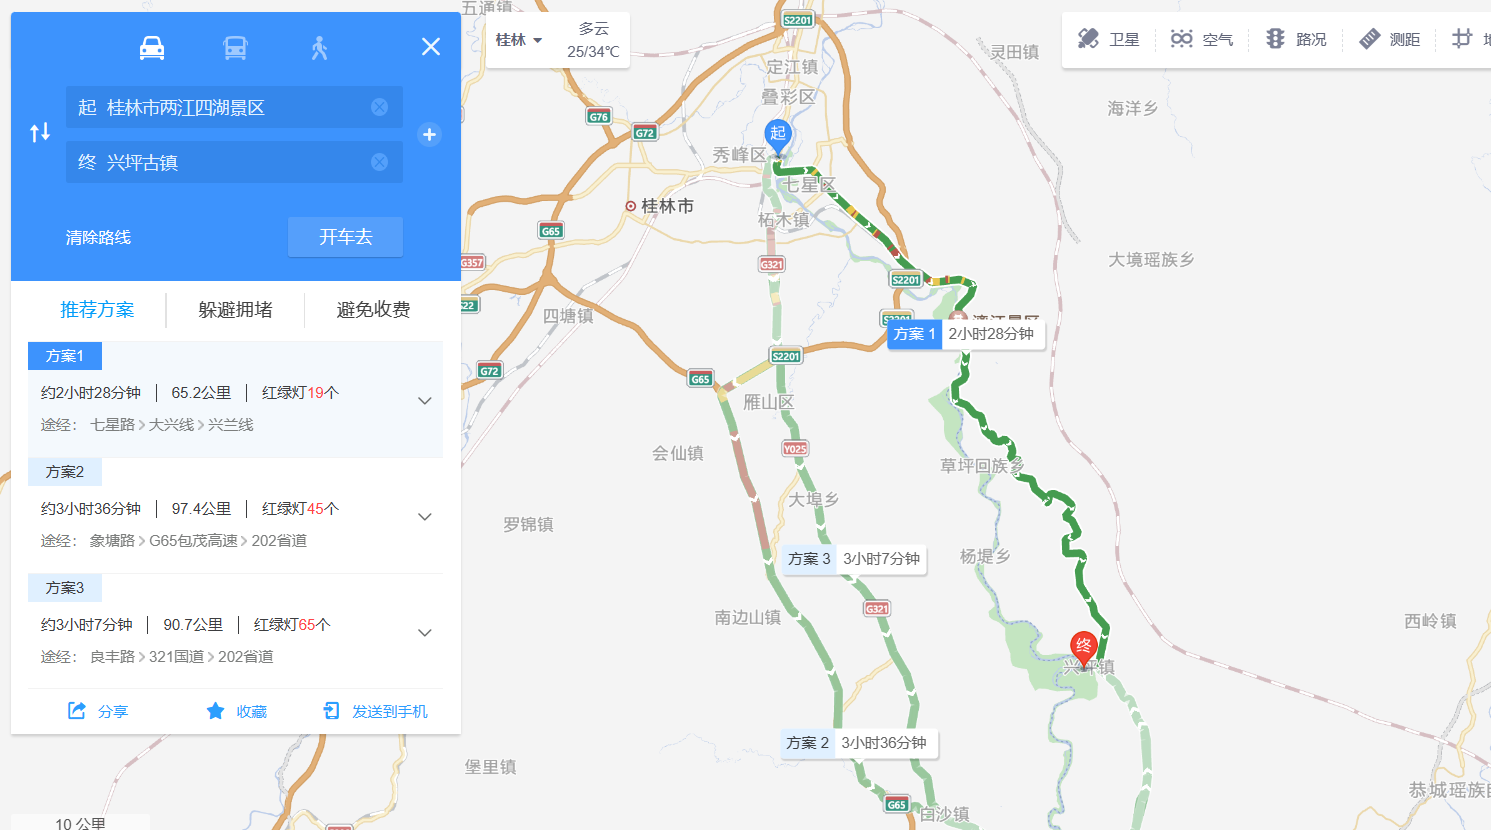 起 桂林市两江四湖景区
终 兴坪古镇
清除路线
开车去
推荐方案
躲避拥堵
避免收费
方案1
约2小时28分钟 | 65.2公里 | 红绿灯19个
途经： 七星路 > 大兴线 > 兴兰线
方案2
约3小时36分钟 | 97.4公里 | 红绿灯45个
途经： 象塘路 > G65包茂高速 > 202省道
方案3
约3小时7分钟 | 90.7公里 | 红绿灯65个
途经： 良丰路 > 321国道 > 202省道
分享
收藏
发送到手机
10 公里
桂林
多云
25/34℃
卫星
空气
路况
测距
五通镇
S2201
定江镇
灵田镇
叠彩区
海洋乡
G76
G72
起
秀峰区
七星区
桂林市
柘木镇
G65
G357
G321
大境瑶族乡
S2201
G22
四塘镇
S2201
方案 1 2小时28分钟
S2201
G72
G65
雁山区
会仙镇
Y025
草坪回族乡
大埠乡
罗锦镇
方案 3 3小时7分钟
杨堤乡
G321
南边山镇
西岭镇
终
兴坪镇
方案 2 3小时36分钟
堡里镇
G65
白沙镇
恭城瑶族